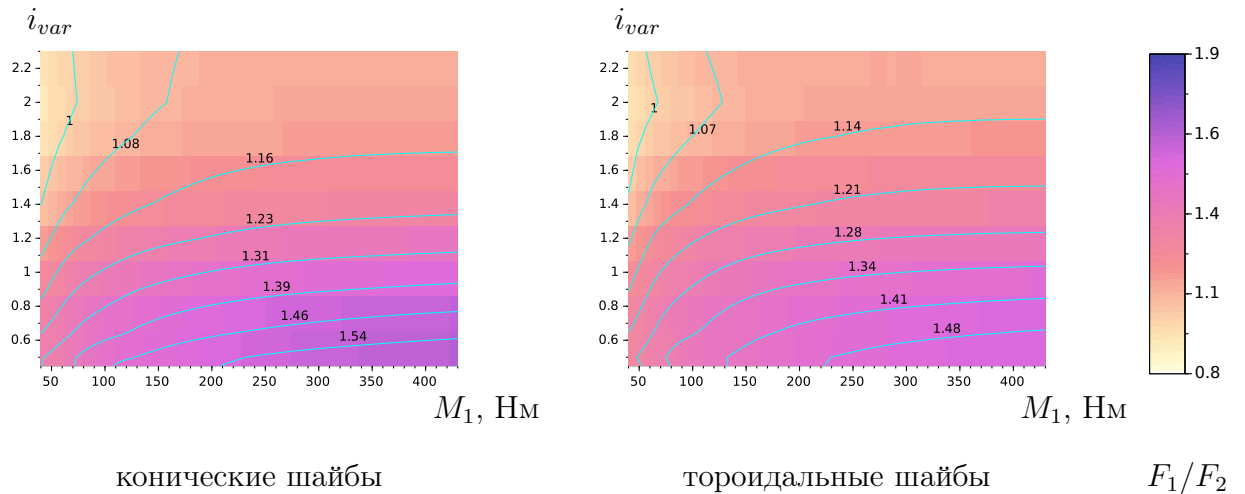 i_{var} i_{var}
2.2 2.2 1.9
2 1 1 2
1.8 1.08 1.07 1.14 1.8 1.6
1.6 1.16 1.6
1.4 1.23 1.21 1.4 1.4
1.2 1.31 1.28 1.2
1 1.39 1.34 1 1.1
0.8 1.46 1.41 0.8
0.6 1.54 1.48 0.6 0.8
50 100 150 200 250 300 350 400 50 100 150 200 250 300 350 400
M_1, Нм M_1, Нм
конические шайбы тороидальные шайбы F_1/F_2